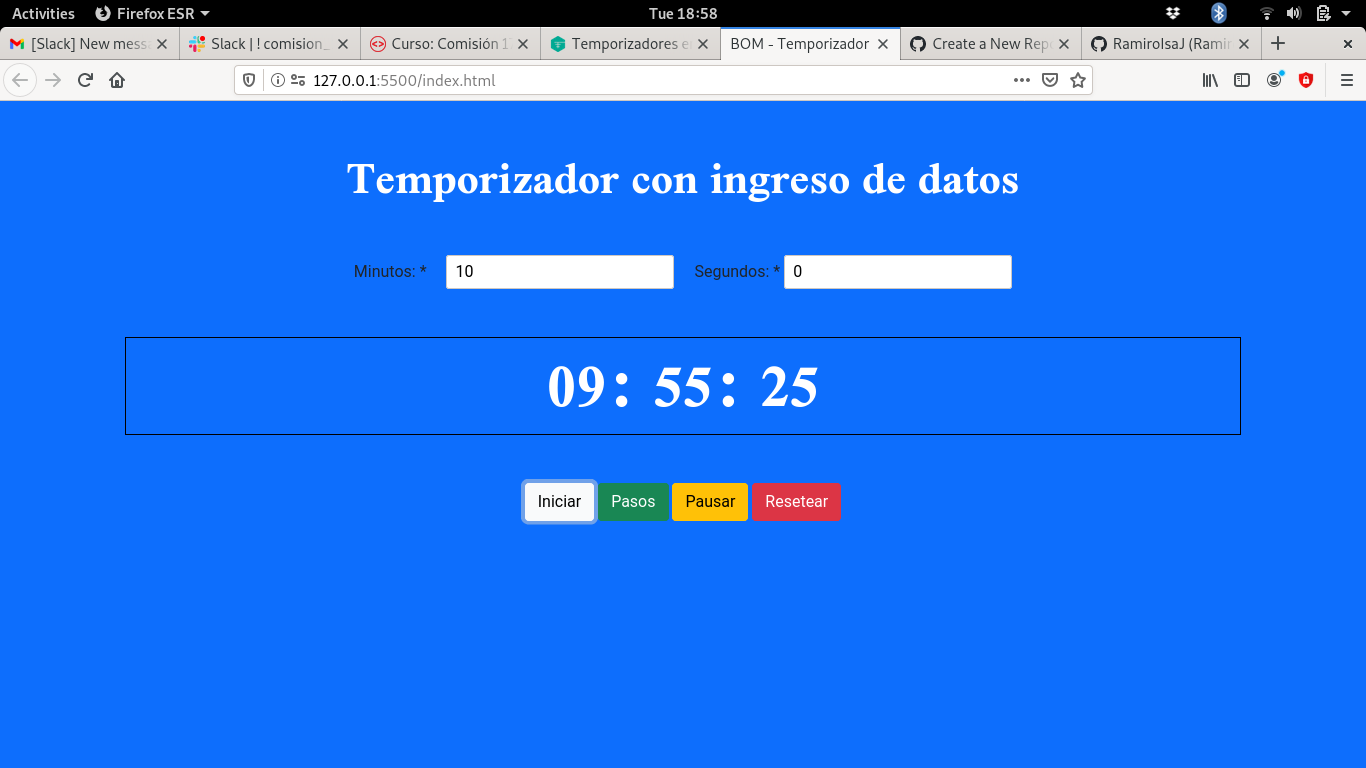 Activities Firefox ESR Tue 18:58
[Slack] New mess Slack | ! comision_ Curso: Comisión 1 Temporizadores e BOM - Temporizador Create a New Rep RamiroIsaJ (Ramir
127.0.0.1:5500/index.html
Temporizador con ingreso de datos
Minutos: * 10 Segundos: * 0
09: 55: 25
Iniciar Pasos Pausar Resetear